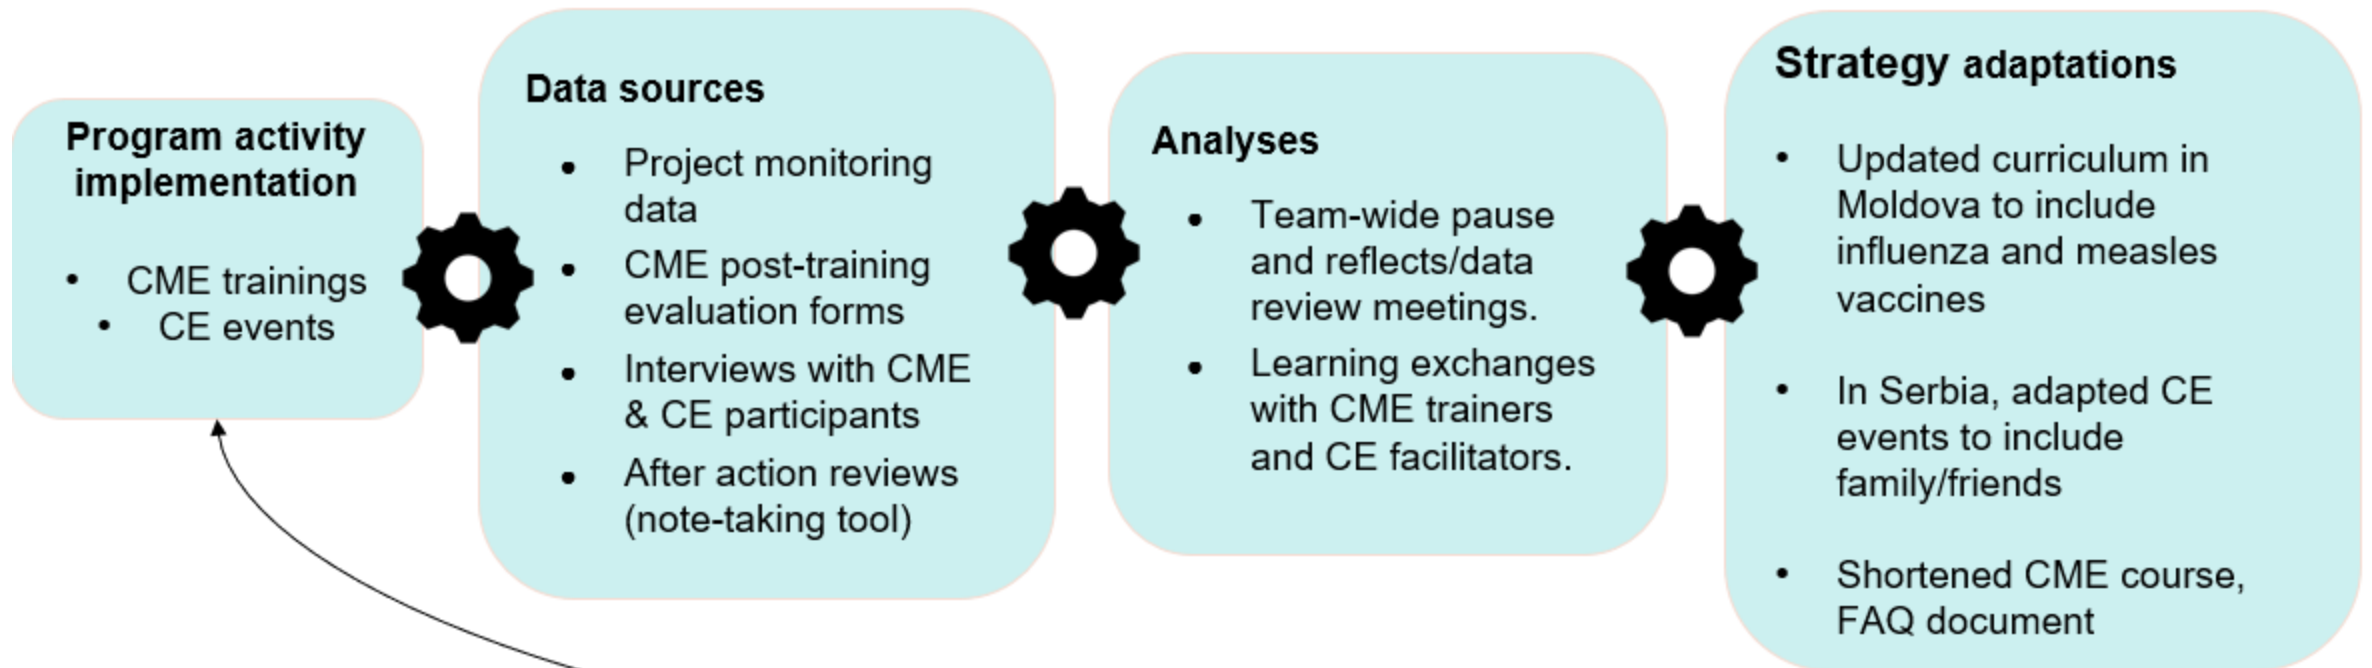 Program activity
implementation
• CME trainings
• CE events
Data sources
• Project monitoring
data
• CME post-training
evaluation forms
• Interviews with CME
& CE participants
• After action reviews
(note-taking tool)
Analyses
• Team-wide pause
and reflects/data
review meetings.
• Learning exchanges
with CME trainers
and CE facilitators.
Strategy adaptations
• Updated curriculum in
Moldova to include
influenza and measles
vaccines
• In Serbia, adapted CE
events to include
family/friends
• Shortened CME course,
FAQ document